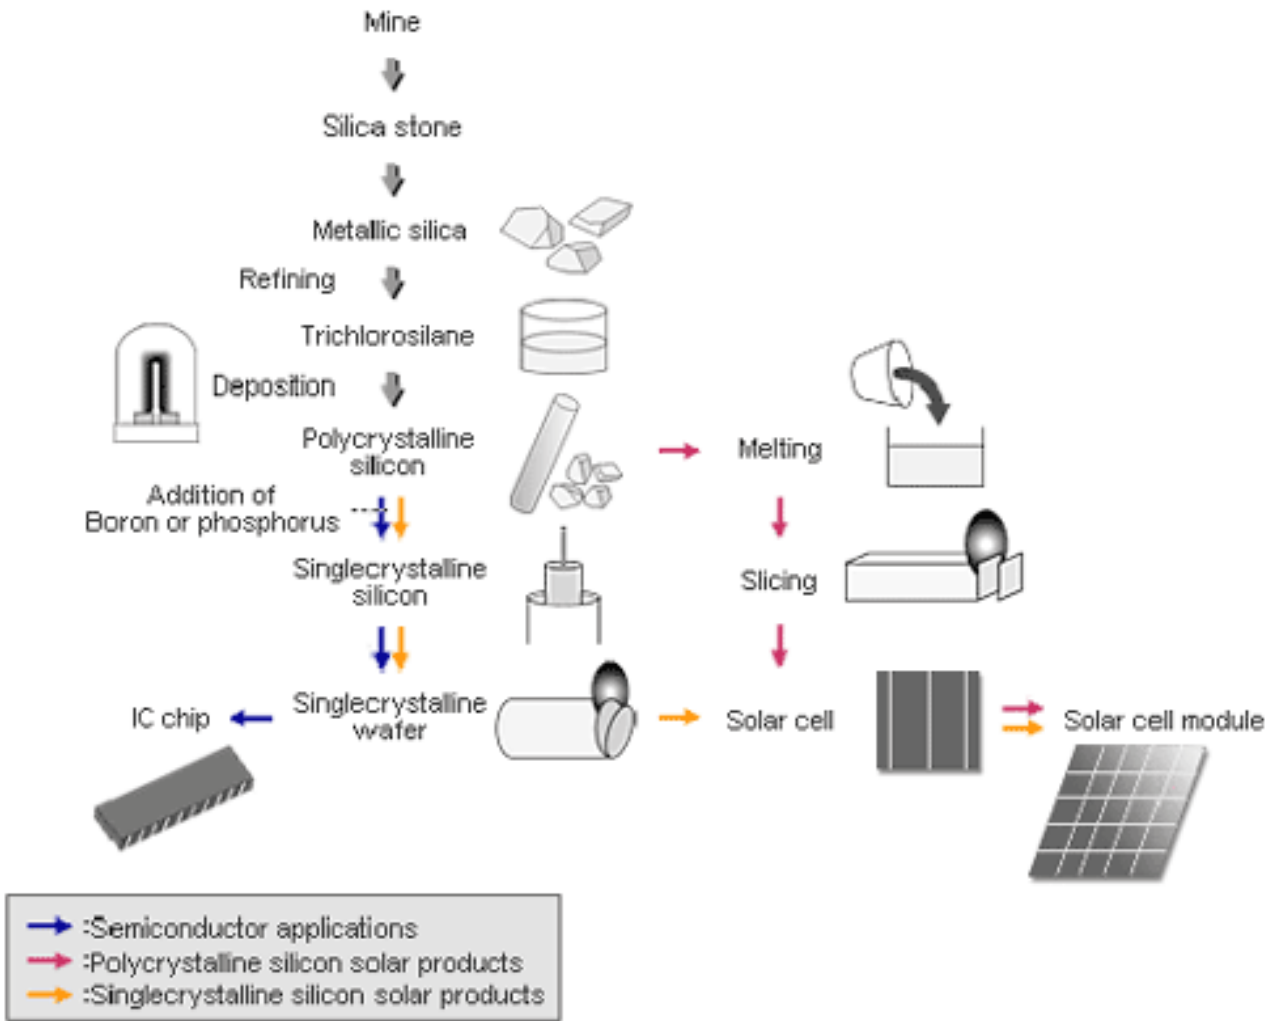 Mine
Silica stone
Metallic silica
Refining
Trichlorosilane
Deposition
Polycrystalline
silicon
Melting
Addition of
Boron or phosphorus
Singlecrystalline
silicon
Slicing
IC chip
Singlecrystalline
wafer
Solar cell
Solar cell module
:Semiconductor applications
:Polycrystalline silicon solar products
:Singlecrystalline silicon solar products